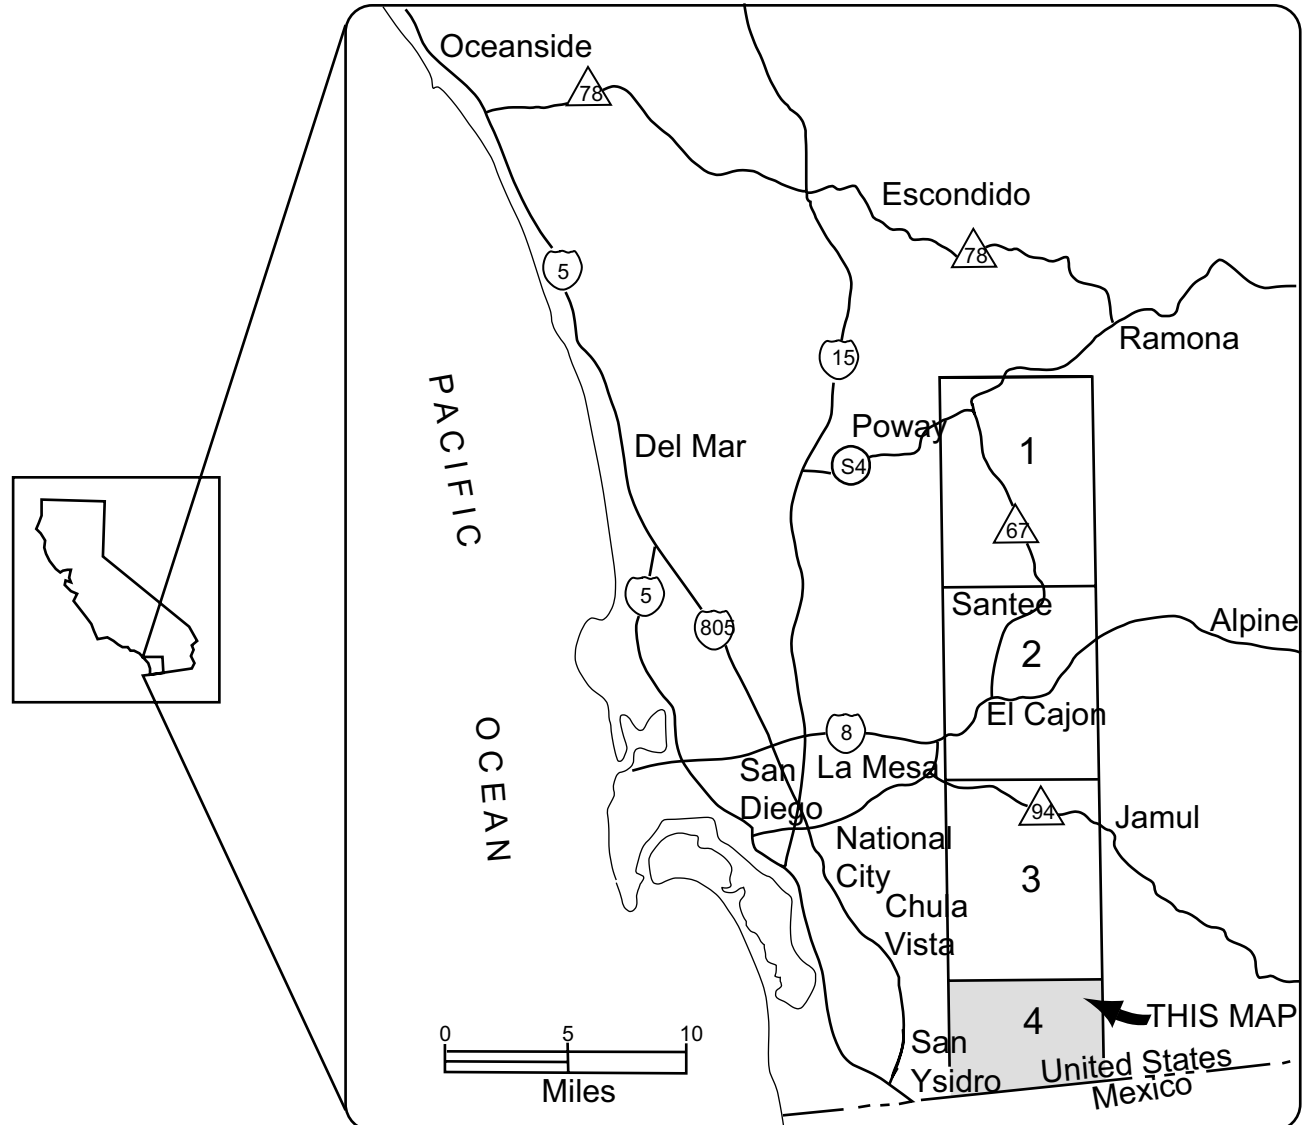 Oceanside
78
Escondido
78
5
Ramona
15
PACIFIC
Del Mar
Poway
S4
1
67
5
805
Santee
Alpine
2
El Cajon
OCEAN
8
San
Diego
La Mesa
94
Jamul
National
City
3
Chula
Vista
4
THIS MAP
0 5 10
Miles
San
Ysidro
United States
Mexico